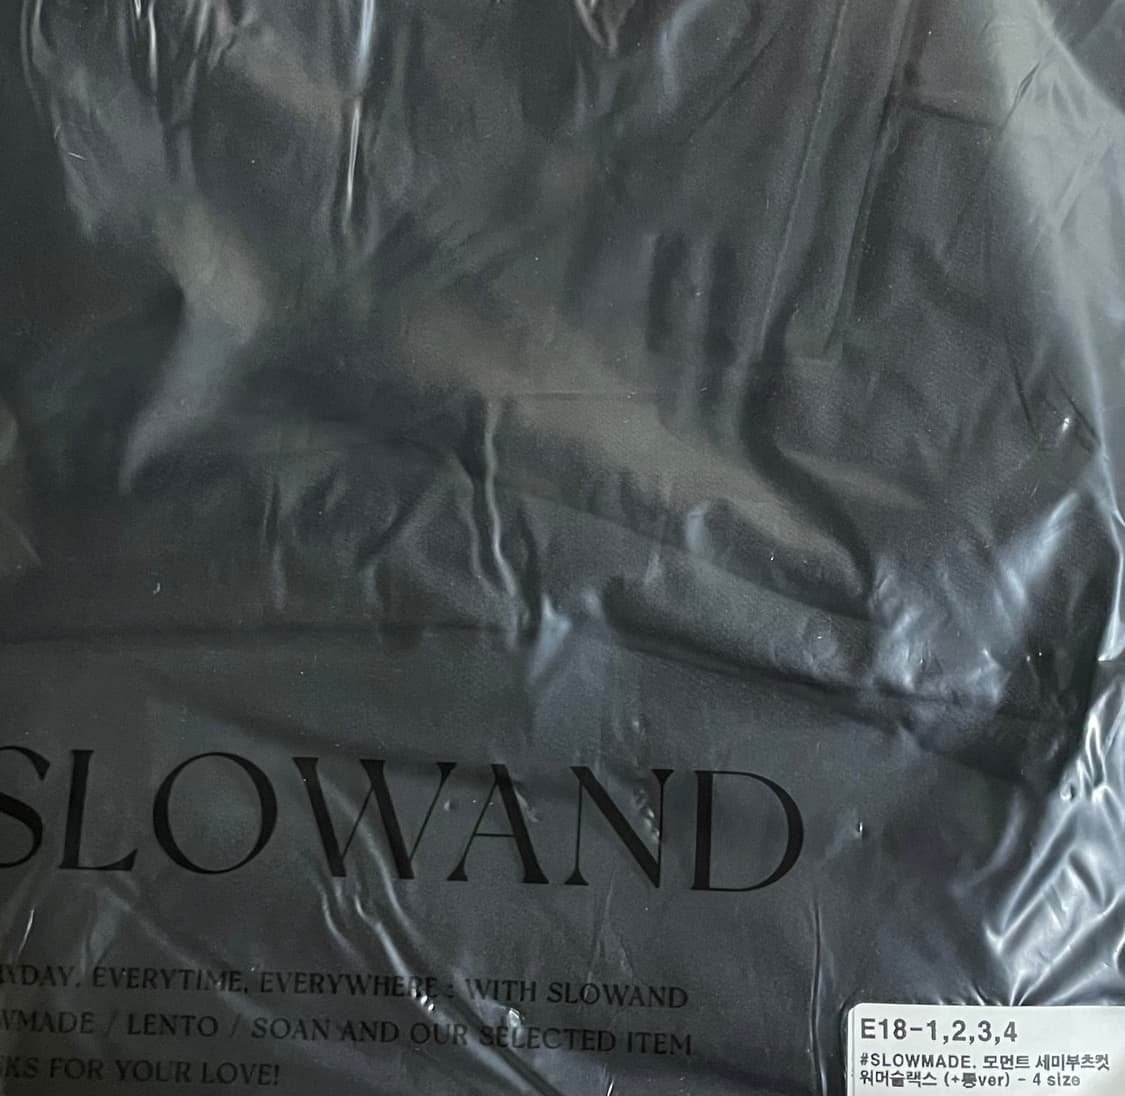 SLOWAND
YDAY, EVERYTIME, EVERYWHERE : WITH SLOWAND
WMADE / LENTO / SOAN AND OUR SELECTED ITEM
KS FOR YOUR LOVE!
E18-1,2,3,4
#SLOWMADE. 모먼트 세미부츠컷
워머슬랙스 (+롱ver) - 4 size